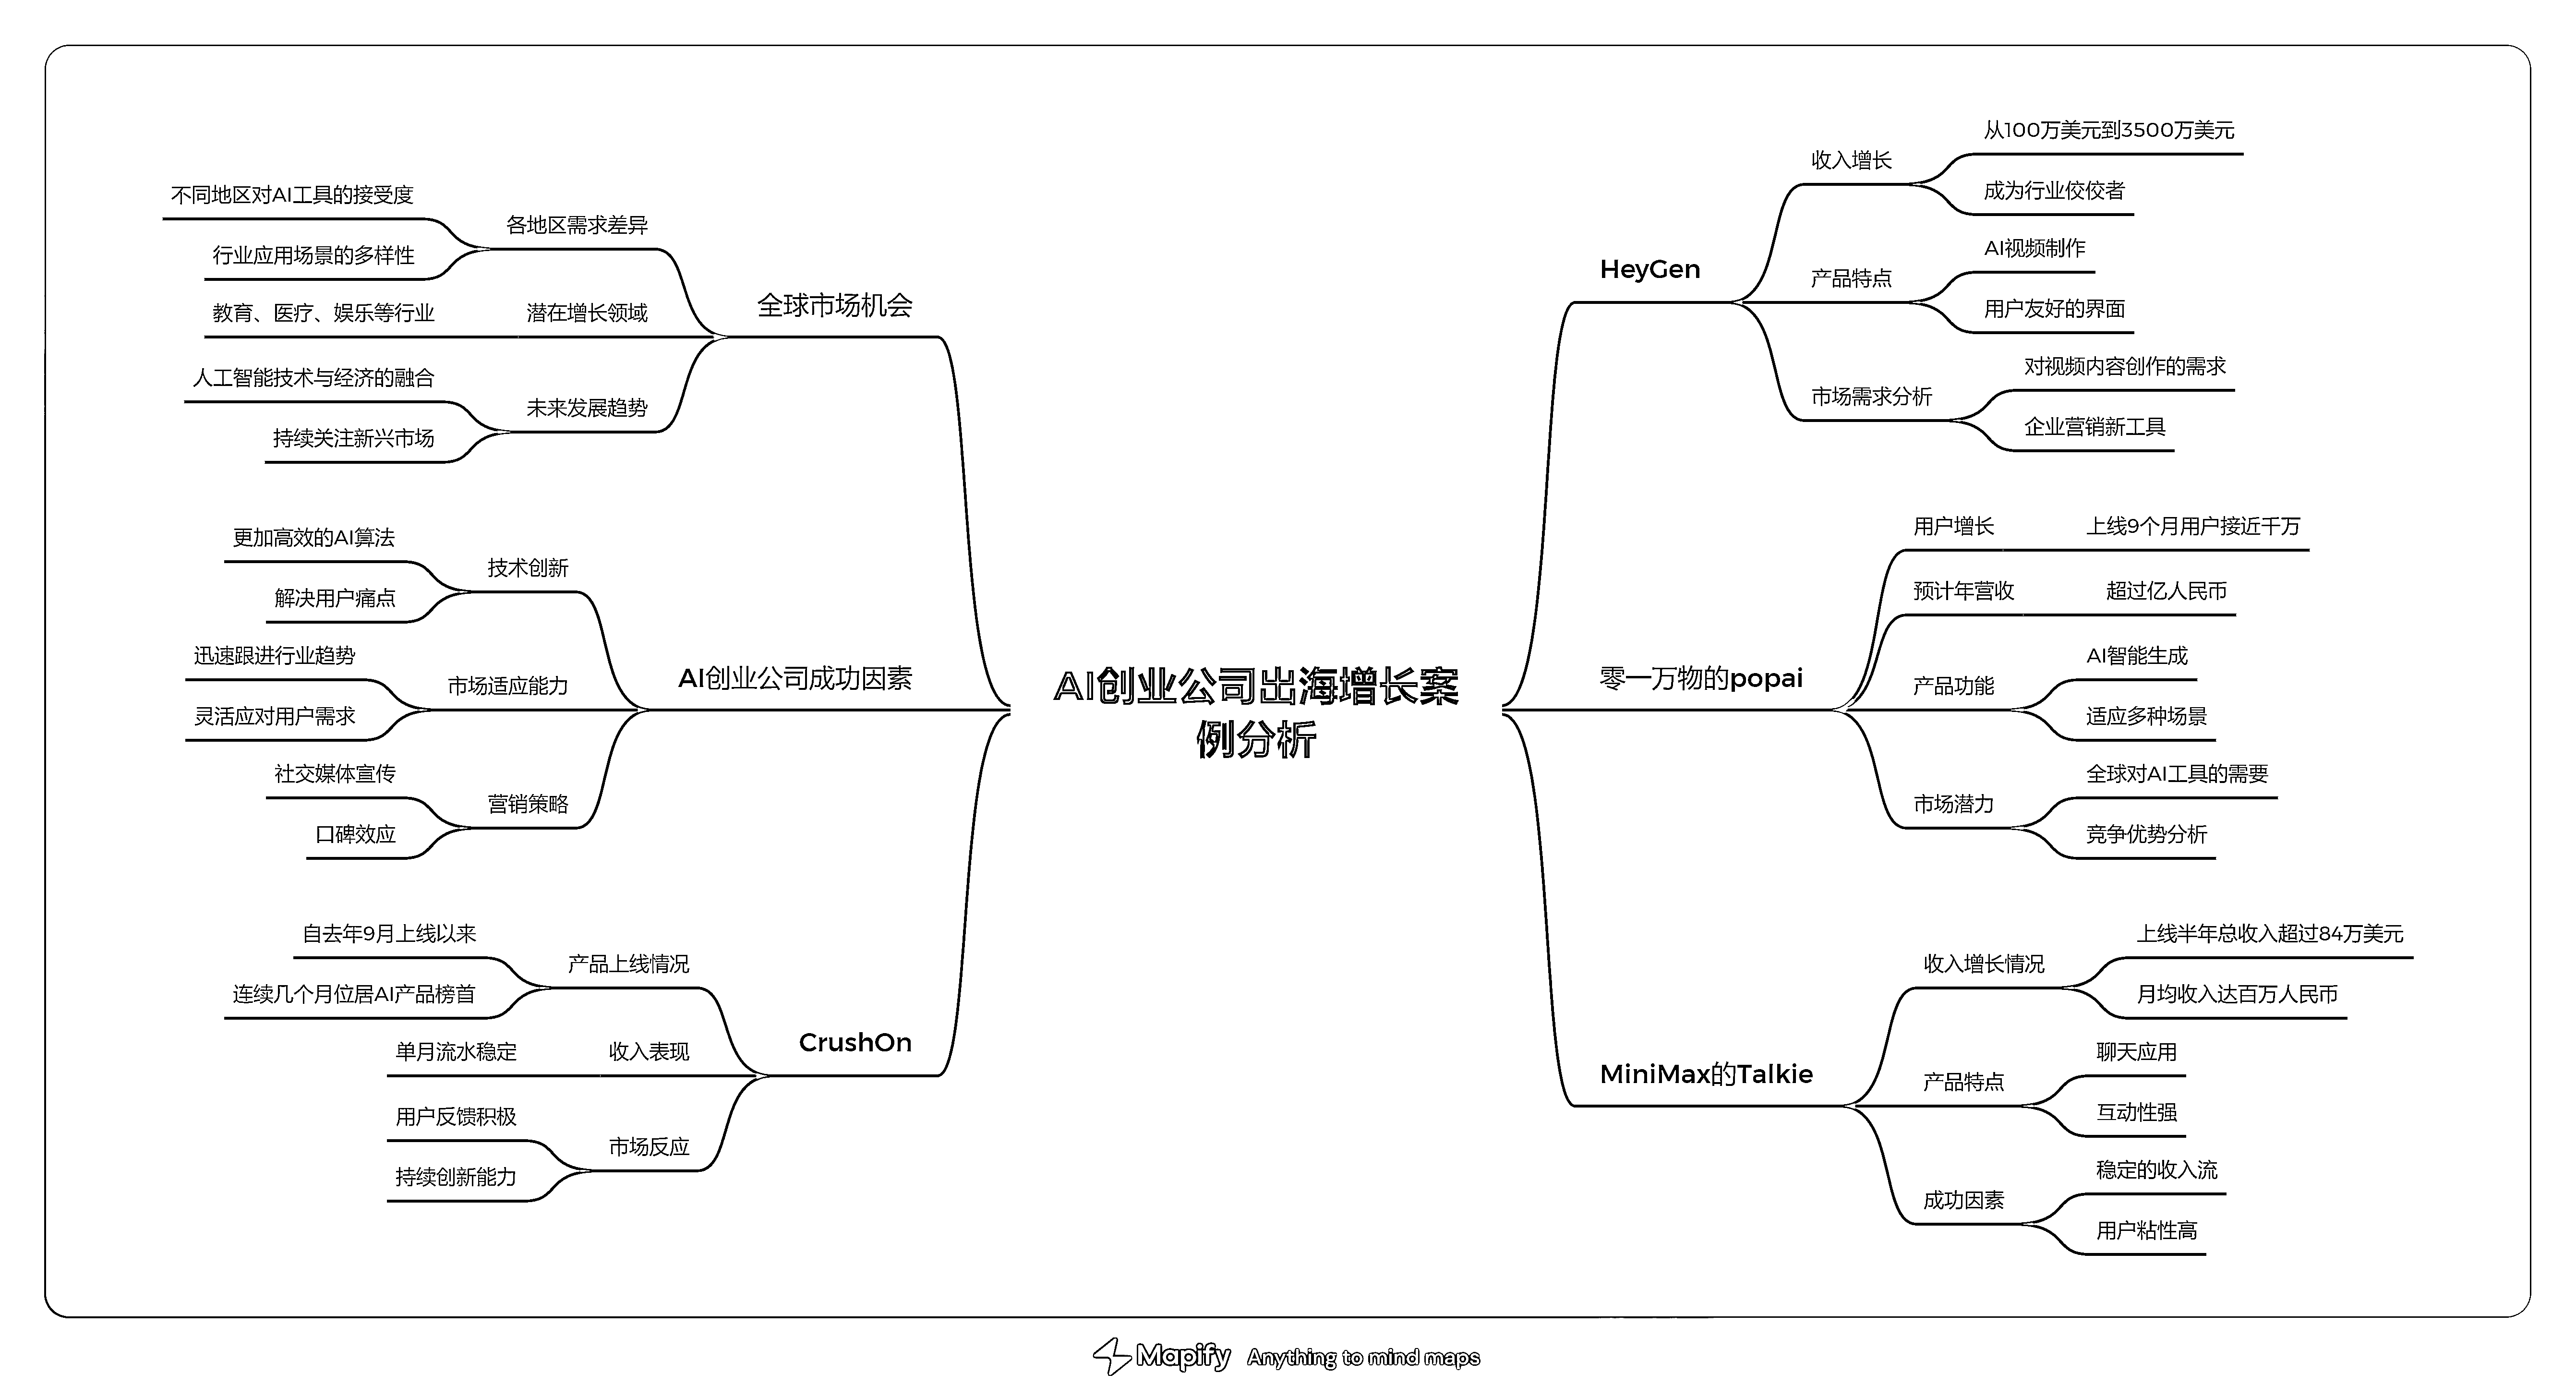 AI创业公司出海增长案
例分析
HeyGen
收入增长
从100万美元到3500万美元
成为行业佼佼者
产品特点
AI视频制作
用户友好的界面
市场需求分析
对视频内容创作的需求
企业营销新工具
零一万物的popai
用户增长
上线9个月用户接近千万
预计年营收
超过亿人民币
产品功能
AI智能生成
适应多种场景
市场潜力
全球对AI工具的需要
竞争优势分析
MiniMax的Talkie
收入增长情况
上线半年总收入超过84万美元
月均收入达百万人民币
产品特点
聊天应用
互动性强
成功因素
稳定的收入流
用户粘性高
全球市场机会
各地区需求差异
不同地区对AI工具的接受度
行业应用场景的多样性
潜在增长领域
教育、医疗、娱乐等行业
未来发展趋势
人工智能技术与经济的融合
持续关注新兴市场
AI创业公司成功因素
技术创新
更加高效的AI算法
解决用户痛点
市场适应能力
迅速跟进行业趋势
灵活应对用户需求
营销策略
社交媒体宣传
口碑效应
CrushOn
产品上线情况
自去年9月上线以来
连续几个月位居AI产品榜首
收入表现
单月流水稳定
市场反应
用户反馈积极
持续创新能力
Mapify Anything to mind maps